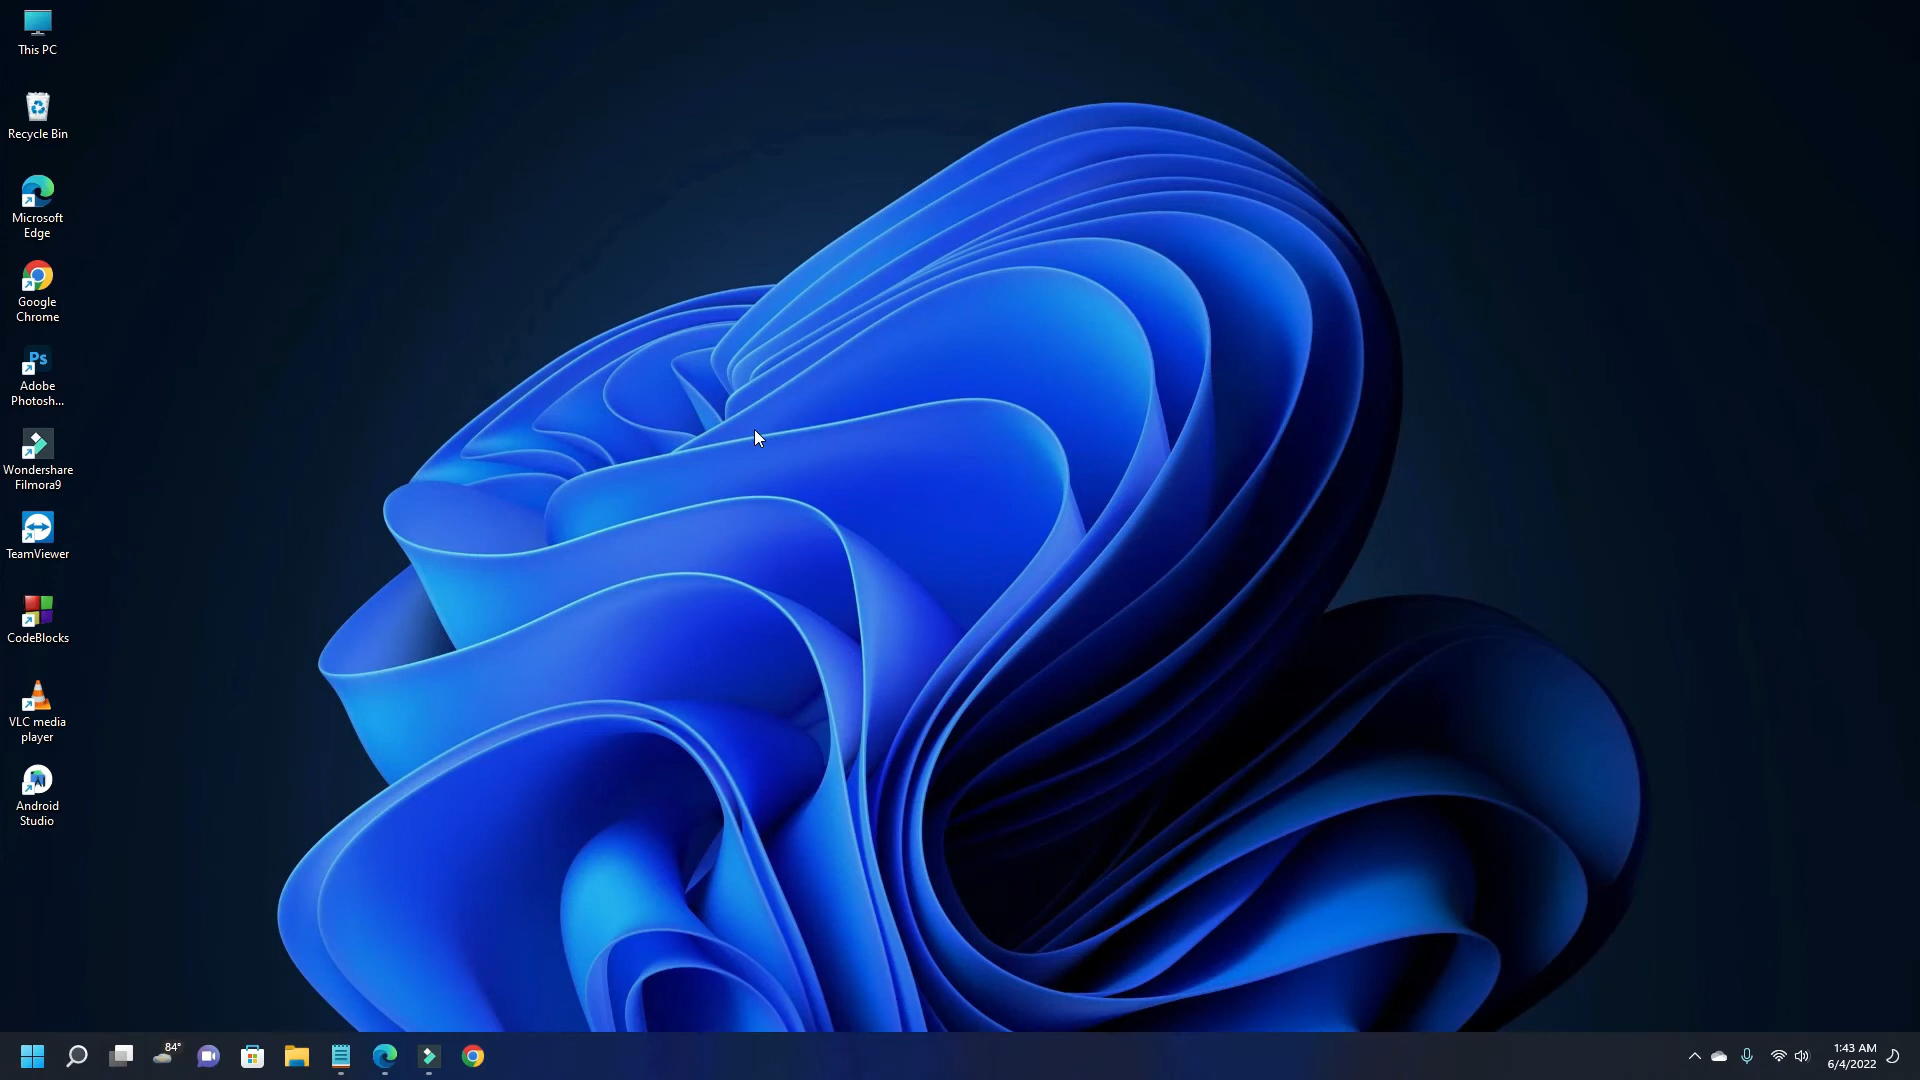 This PC
Recycle Bin
Microsoft
Edge
Google
Chrome
Ps
Adobe
Photosh...
Wondershare
Filmora9
TeamViewer
CodeBlocks
VLC media
player
Android
Studio
84°
1:43 AM
6/4/2022